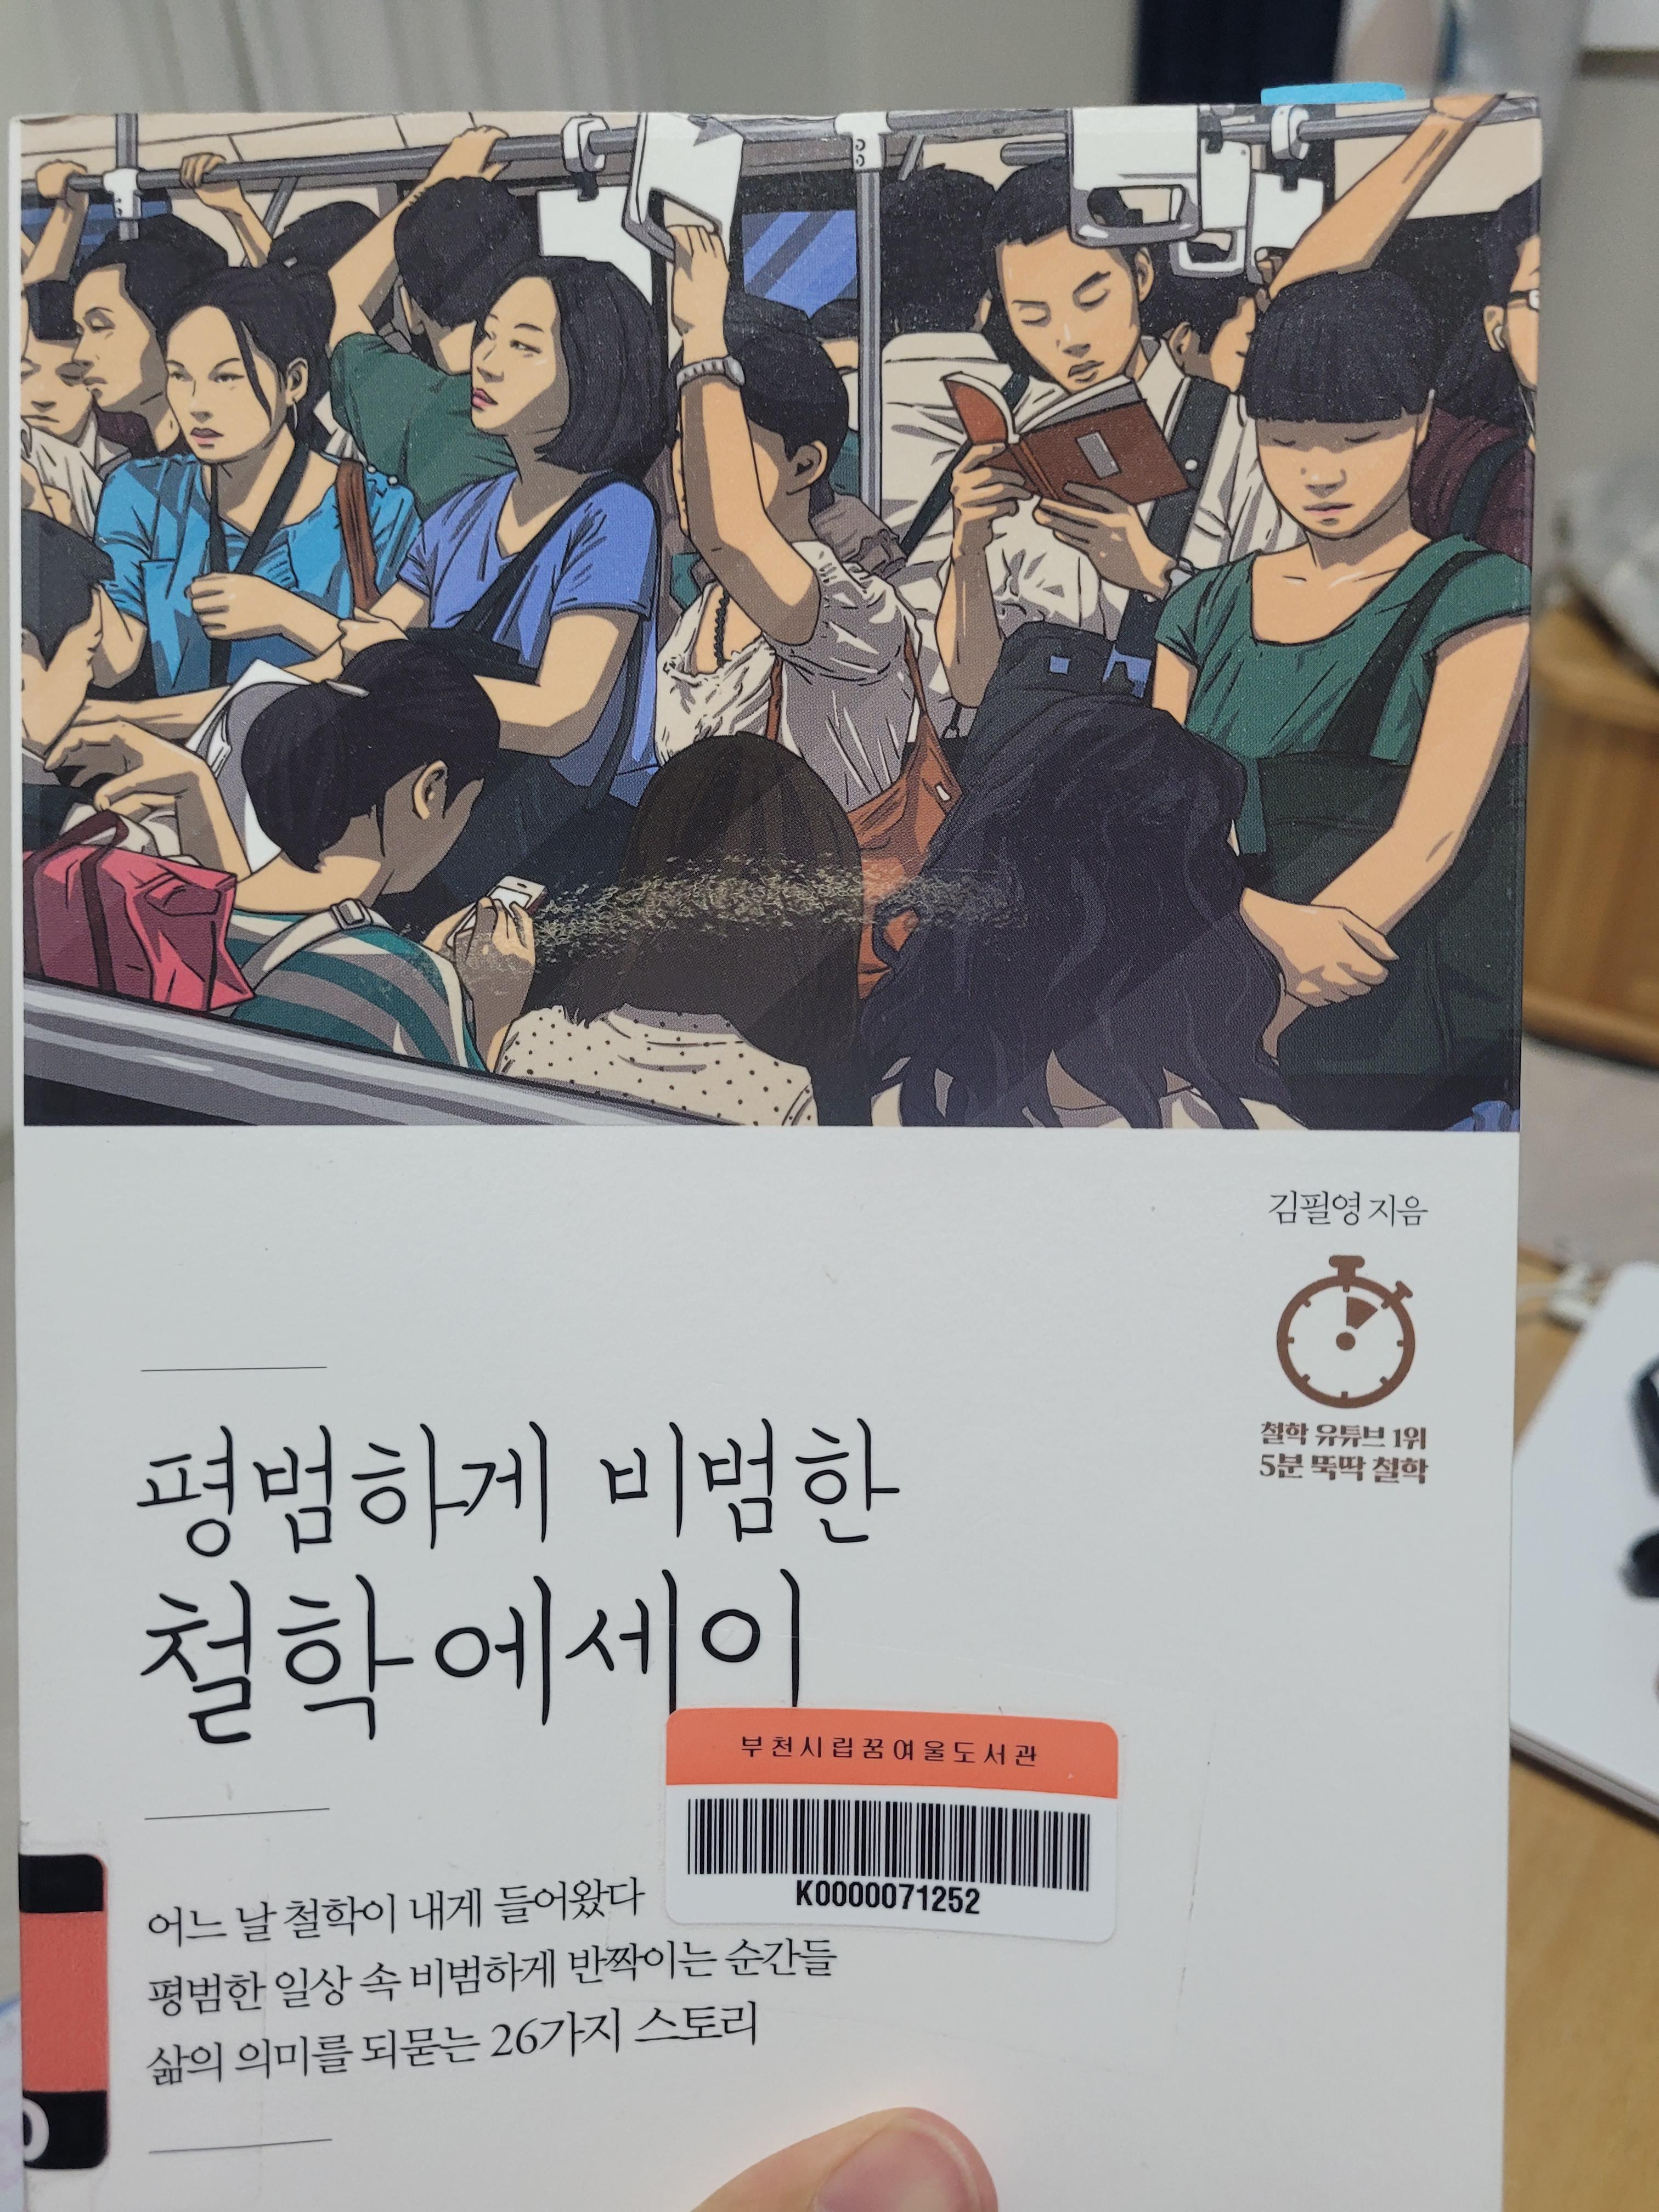 김필영 지음
철학 유튜브 1위
5분 뚝딱 철학
평범하게 비범한
철학 에세이
부천시립꿈여울도서관
K0000071252
어느 날 철학이 내게 들어왔다
평범한 일상 속 비범하게 반짝이는 순간들
삶의 의미를 되묻는 26가지 스토리
0